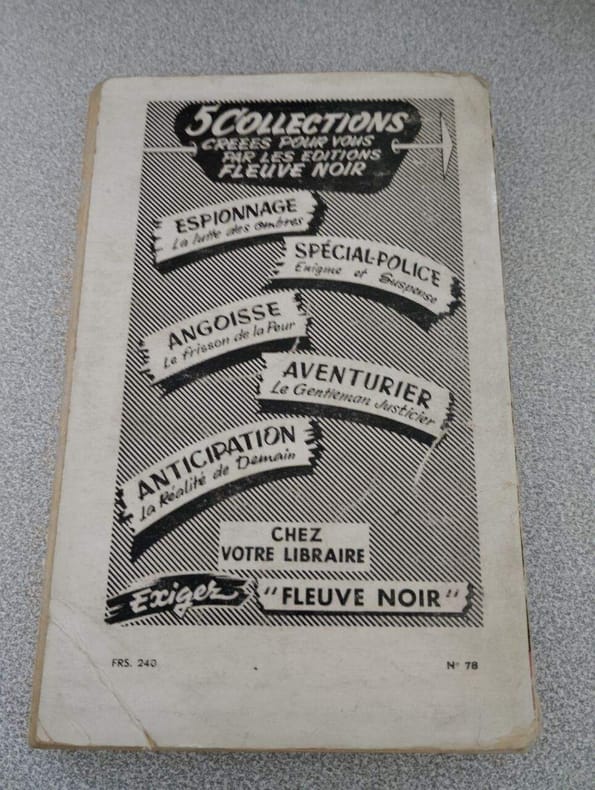 5 COLLECTIONS
CREEES POUR VOUS
PAR LES EDITIONS
FLEUVE NOIR
ESPIONNAGE
La lutte des ombres
SPÉCIAL-POLICE
Enigme et Suspense
ANGOISSE
Le frisson de la Peur
AVENTURIER
Le Gentleman Justicier
ANTICIPATION
La Réalité de Demain
CHEZ
VOTRE LIBRAIRE
Exigez "FLEUVE NOIR"
FRS. 240 N° 78